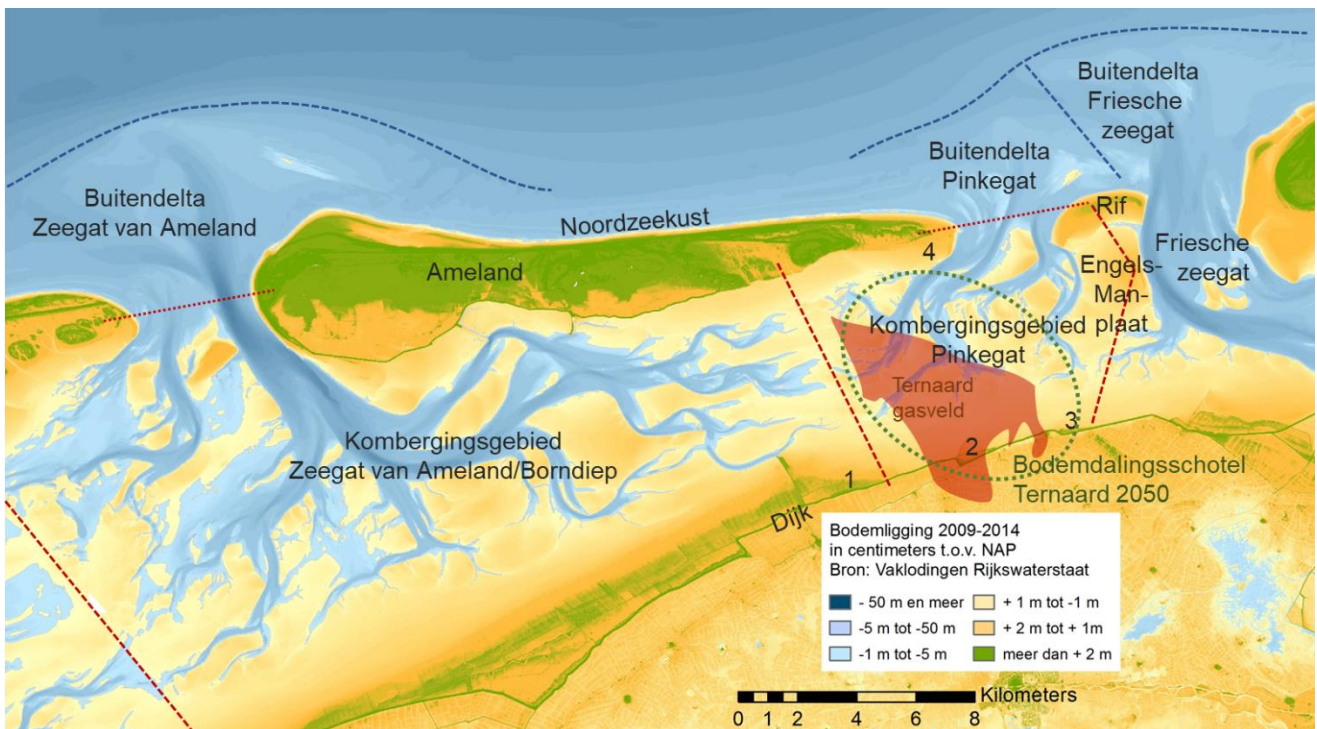 Buitendelta
Friesche
zeegat
Buitendelta
Pinkegat
Buitendelta
Zeegat van Ameland
Noordzeekust
Rif
Ameland
4
Friesche
zeegat
Engels-
Man-
plaat
Kombergingsgebied
Pinkegat
Ternaard
gasveld
Kombergingsgebied
Zeegat van Ameland/Borndiep
3
2
1
Bodemdalingsschotel
Ternaard 2050
Dijk
Bodemligging 2009-2014
in centimeters t.o.v. NAP
Bron: Vaklodingen Rijkswaterstaat
- 50 m en meer
-5 m tot -50 m
-1 m tot -5 m
+ 1 m tot -1 m
+ 2 m tot + 1m
meer dan + 2 m
Kilometers
0 1 2 4 6 8